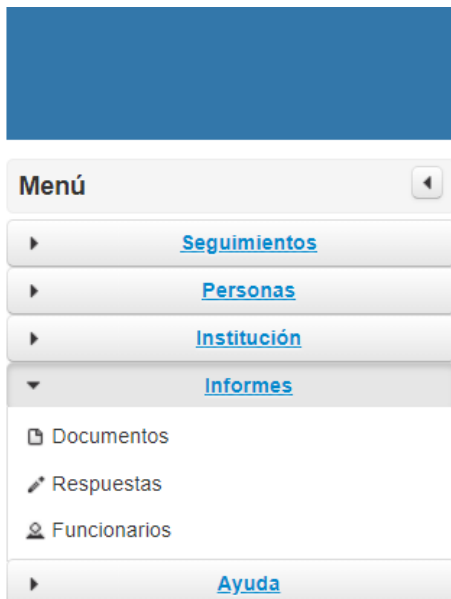 Menú
Seguimientos
Personas
Institución
Informes
Documentos
Respuestas
Funcionarios
Ayuda